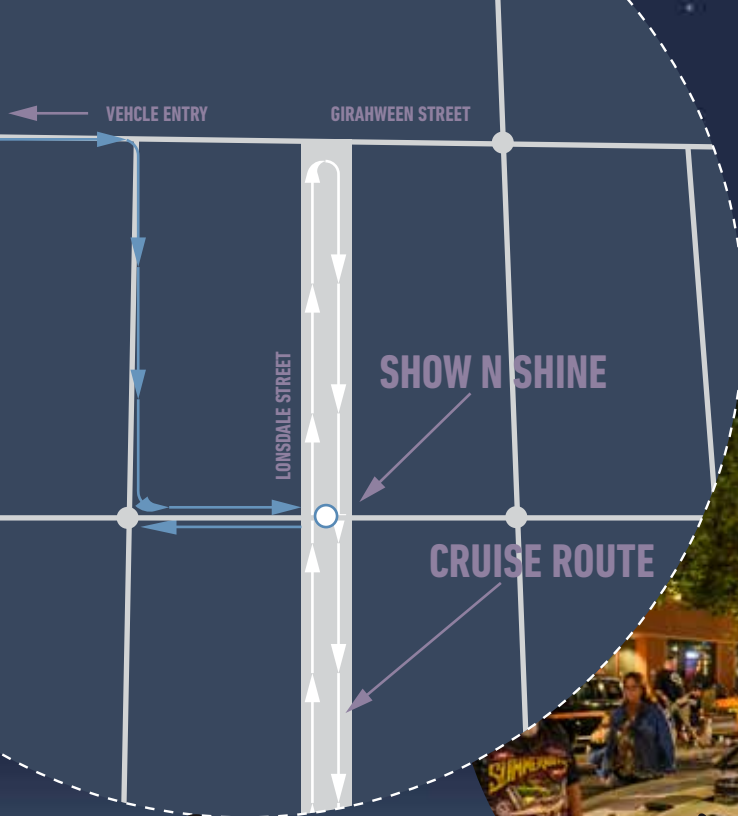 VEHCLE ENTRY
GIRAHWEEN STREET
LONSDALE STREET
SHOW N SHINE
CRUISE ROUTE